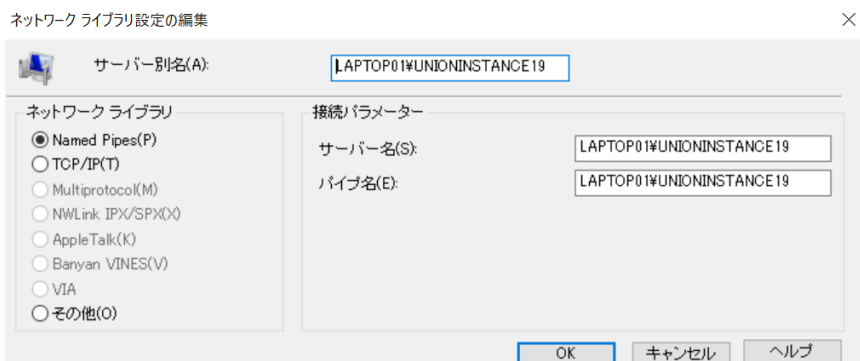 ネットワーク ライブラリ設定の編集
サーバー別名(A): LAPTOP01¥UNIONINSTANCE19
ネットワーク ライブラリ
Named Pipes(P)
TCP/IP(T)
Multiprotocol(M)
NWLink IPX/SPX(X)
AppleTalk(K)
Banyan VINES(V)
VIA
その他(O)
接続パラメーター
サーバー名(S): LAPTOP01¥UNIONINSTANCE19
パイプ名(E): LAPTOP01¥UNIONINSTANCE19
OK キャンセル ヘルプ